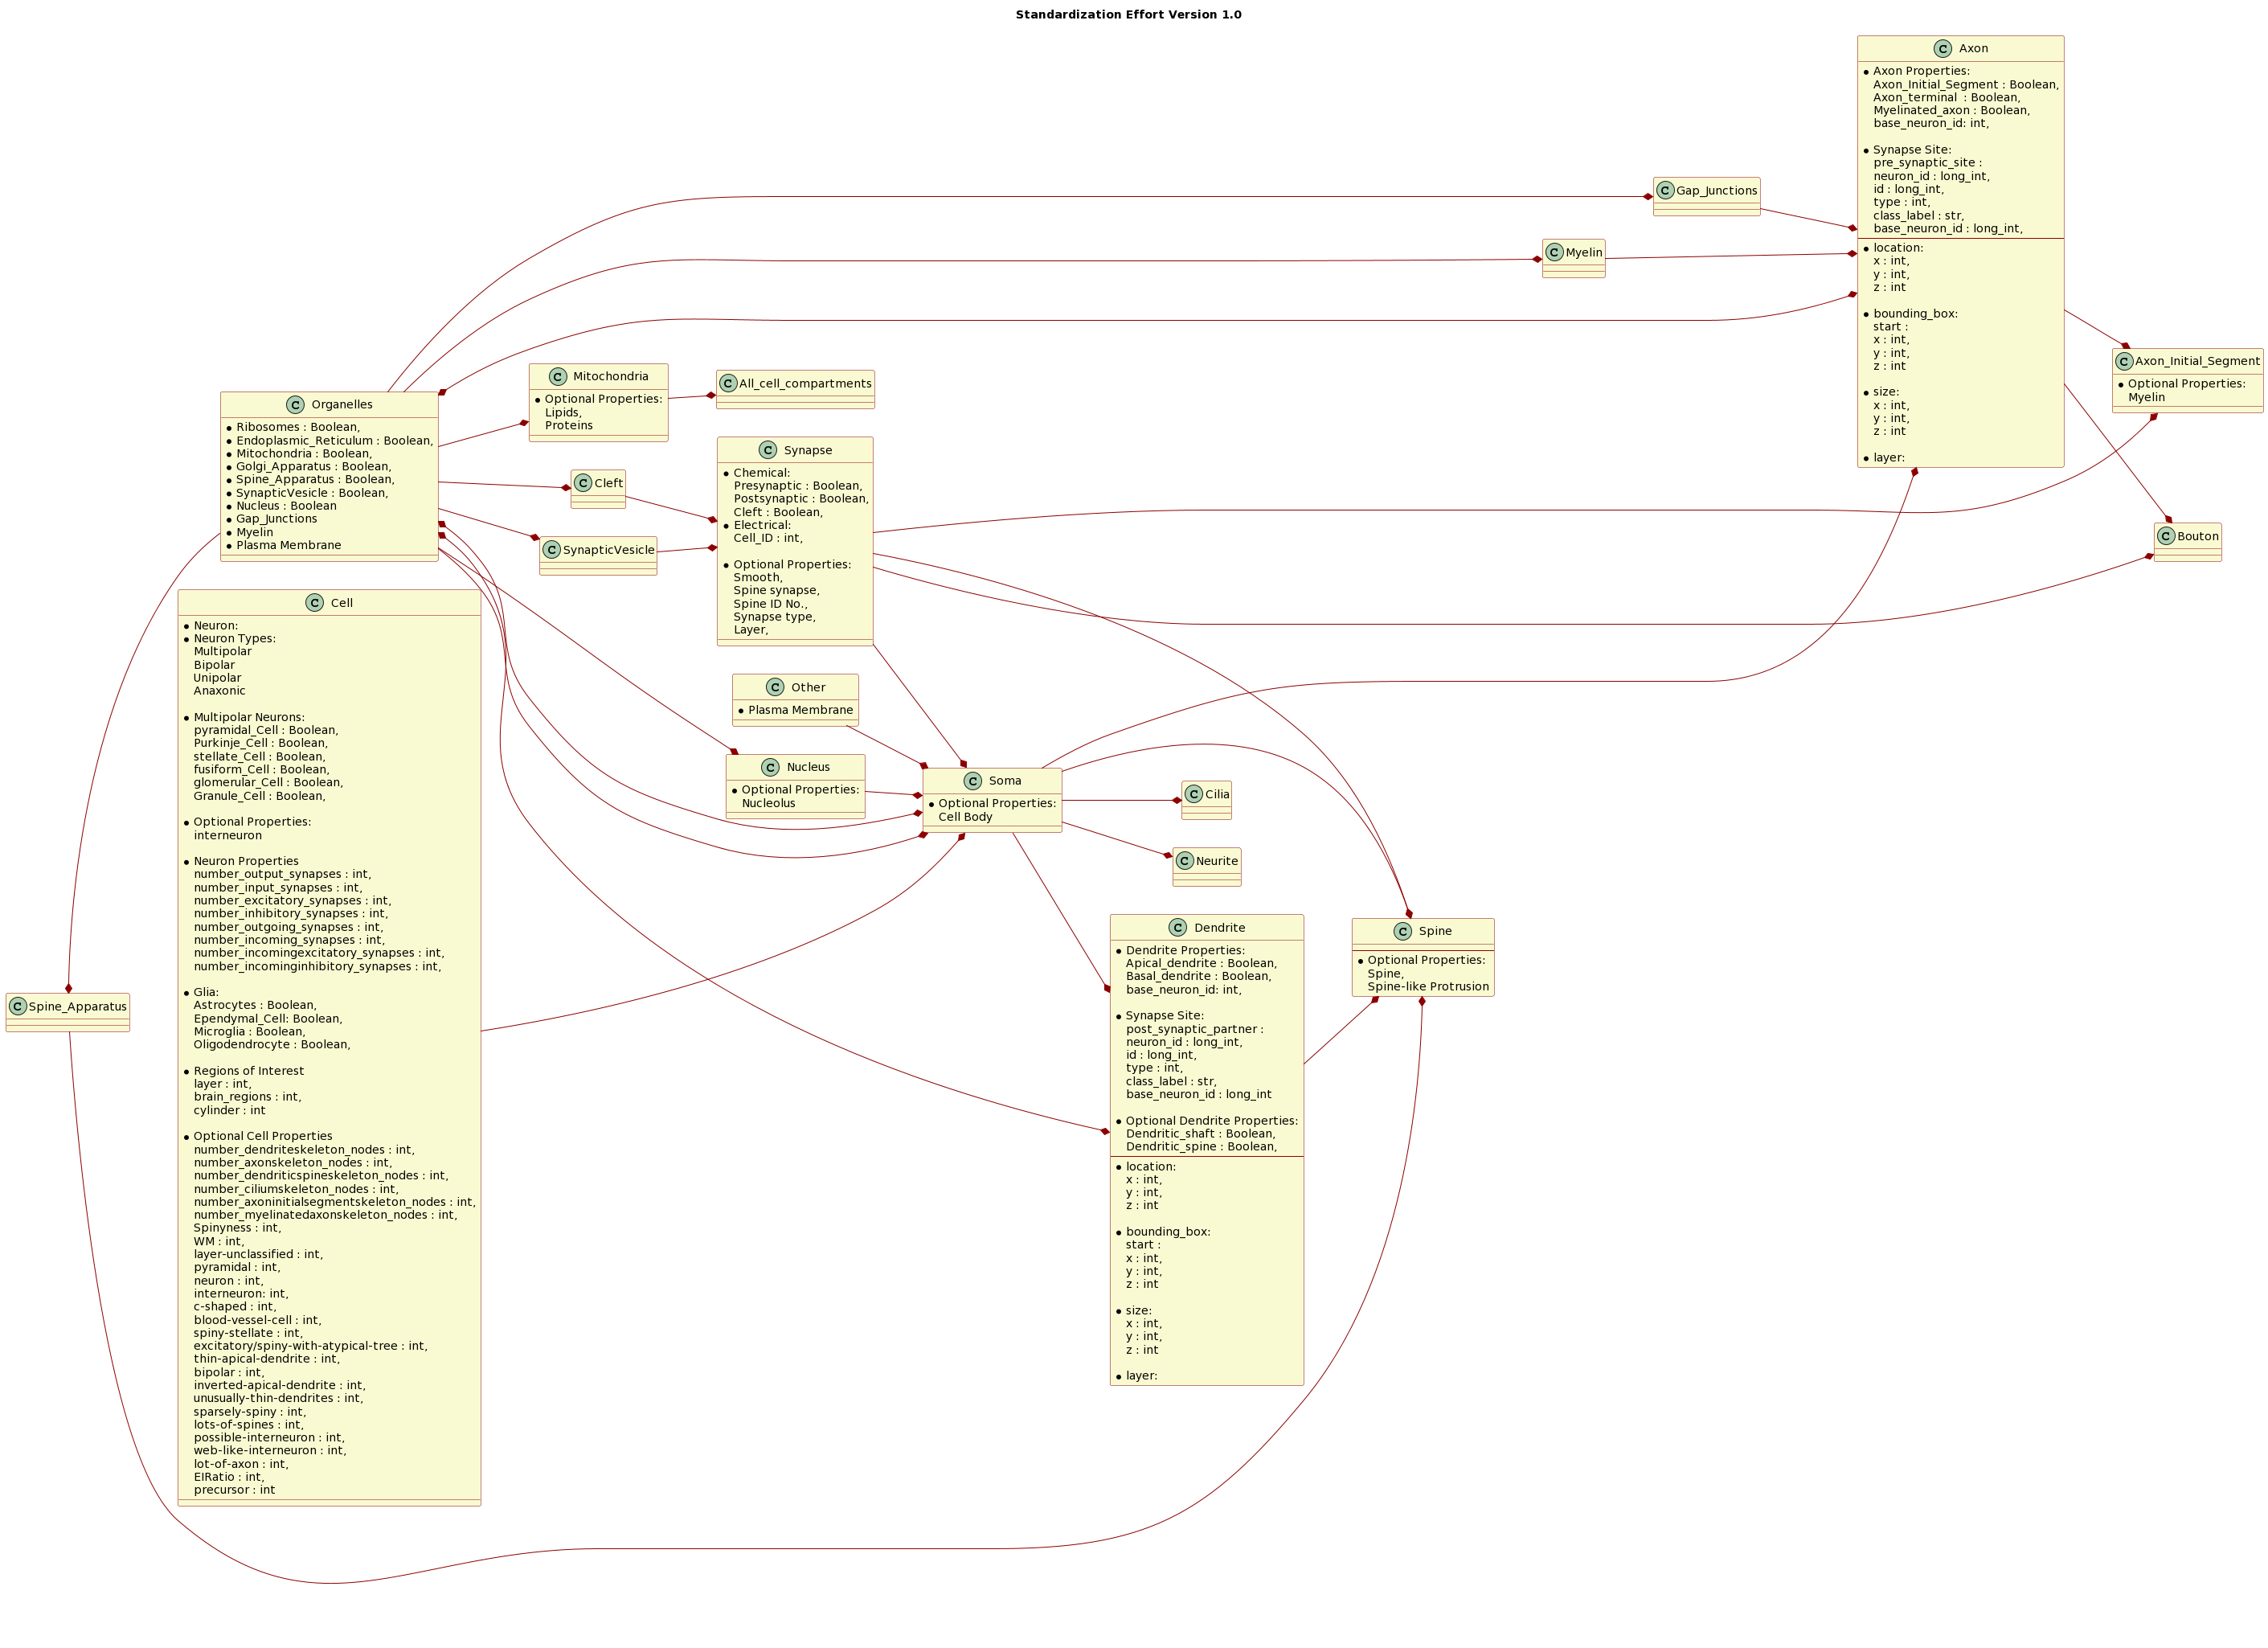 Standardization Effort Version 1.0
C Axon
Axon Properties:
Axon_Initial_Segment : Boolean,
Axon_terminal  : Boolean,
Myelinated_axon : Boolean,
base_neuron_id: int,
Synapse Site:
pre_synaptic_site :
neuron_id : long_int,
id : long_int,
type : int,
class_label : str,
base_neuron_id : long_int,
location:
x : int,
y : int,
z : int
bounding_box:
start :
x : int,
y : int,
z : int
size:
x : int,
y : int,
z : int
layer:
C Gap_Junctions
C Myelin
C Axon_Initial_Segment
Optional Properties:
Myelin
C Bouton
C Organelles
Ribosomes : Boolean,
Endoplasmic_Reticulum : Boolean,
Mitochondria : Boolean,
Golgi_Apparatus : Boolean,
Spine_Apparatus : Boolean,
SynapticVesicle : Boolean,
Nucleus : Boolean
Gap_Junctions
Myelin
Plasma Membrane
C Mitochondria
Optional Properties:
Lipids,
Proteins
C All_cell_compartments
C Cleft
C SynapticVesicle
C Synapse
Chemical:
Presynaptic : Boolean,
Postsynaptic : Boolean,
Cleft : Boolean,
Electrical:
Cell_ID : int,
Optional Properties:
Smooth,
Spine synapse,
Spine ID No.,
Synapse type,
Layer,
C Other
Plasma Membrane
C Nucleus
Optional Properties:
Nucleolus
C Soma
Optional Properties:
Cell Body
C Cilia
C Neurite
C Cell
Neuron:
Neuron Types:
Multipolar
Bipolar
Unipolar
Anaxonic
Multipolar Neurons:
pyramidal_Cell : Boolean,
Purkinje_Cell : Boolean,
stellate_Cell : Boolean,
fusiform_Cell : Boolean,
glomerular_Cell : Boolean,
Granule_Cell : Boolean,
Optional Properties:
interneuron
Neuron Properties
number_output_synapses : int,
number_input_synapses : int,
number_excitatory_synapses : int,
number_inhibitory_synapses : int,
number_outgoing_synapses : int,
number_incoming_synapses : int,
number_incomingexcitatory_synapses : int,
number_incominginhibitory_synapses : int,
Glia:
Astrocytes : Boolean,
Ependymal_Cell: Boolean,
Microglia : Boolean,
Oligodendrocyte : Boolean,
Regions of Interest
layer : int,
brain_regions : int,
cylinder : int
Optional Cell Properties
number_dendriteskeleton_nodes : int,
number_axonskeleton_nodes : int,
number_dendriticspineskeleton_nodes : int,
number_ciliumskeleton_nodes : int,
number_axoninitialsegmentskeleton_nodes : int,
number_myelinatedaxonskeleton_nodes : int,
Spinyness : int,
WM : int,
layer-unclassified : int,
pyramidal : int,
neuron : int,
interneuron: int,
c-shaped : int,
blood-vessel-cell : int,
spiny-stellate : int,
excitatory/spiny-with-atypical-tree : int,
thin-apical-dendrite : int,
bipolar : int,
inverted-apical-dendrite : int,
unusually-thin-dendrites : int,
sparsely-spiny : int,
lots-of-spines : int,
possible-interneuron : int,
web-like-interneuron : int,
lot-of-axon : int,
EIRatio : int,
precursor : int
C Spine_Apparatus
C Dendrite
Dendrite Properties:
Apical_dendrite : Boolean,
Basal_dendrite : Boolean,
base_neuron_id: int,
Synapse Site:
post_synaptic_partner :
neuron_id : long_int,
id : long_int,
type : int,
class_label : str,
base_neuron_id : long_int
Optional Dendrite Properties:
Dendritic_shaft : Boolean,
Dendritic_spine : Boolean,
location:
x : int,
y : int,
z : int
bounding_box:
start :
x : int,
y : int,
z : int
size:
x : int,
y : int,
z : int
layer:
C Spine
Optional Properties:
Spine,
Spine-like Protrusion